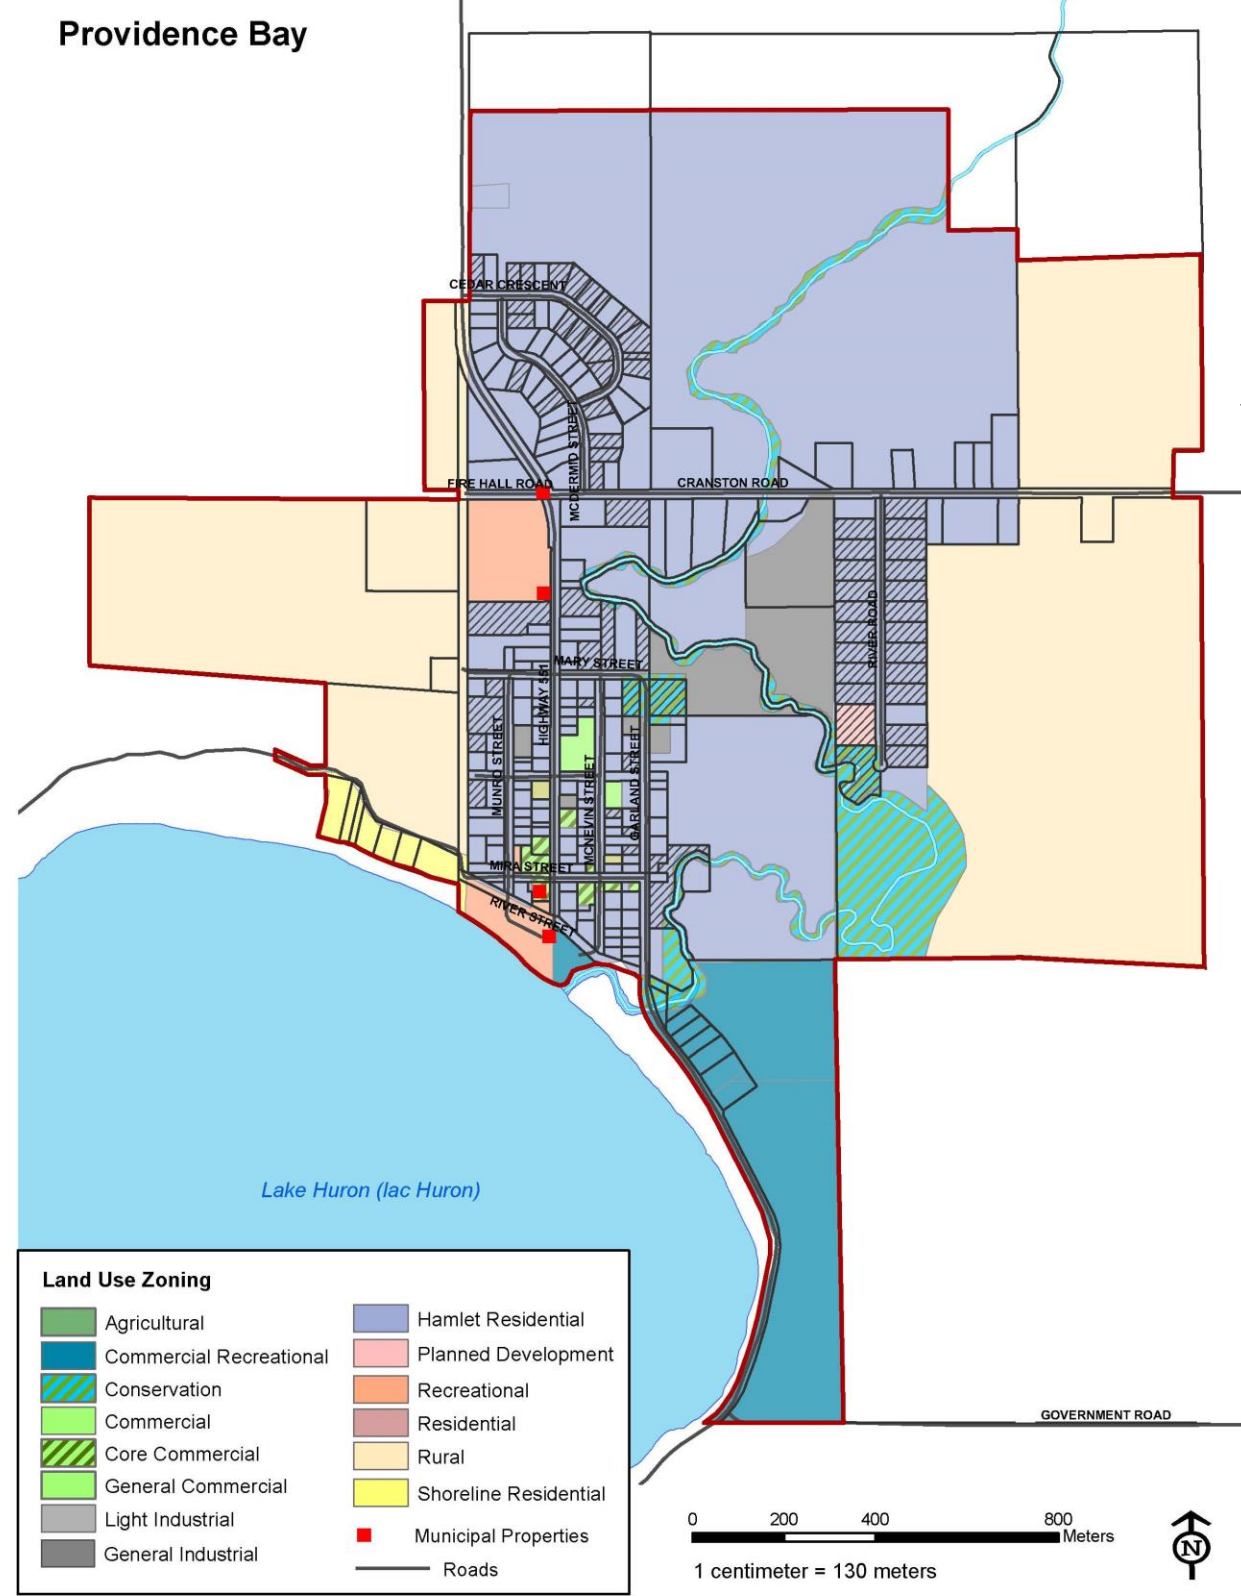 Providence Bay
CEDAR CRESCENT
MCDERMID STREET
FIRE HALL ROAD
CRANSTON ROAD
RIVER ROAD
MARY STREET
HIGHWAY 551
MUNRO STREET
MCNEVIN STREET
GARLAND STREET
MIRA STREET
RIVER STREET
Lake Huron (lac Huron)
GOVERNMENT ROAD
Land Use Zoning
Agricultural
Commercial Recreational
Conservation
Commercial
Core Commercial
General Commercial
Light Industrial
General Industrial
Hamlet Residential
Planned Development
Recreational
Residential
Rural
Shoreline Residential
Municipal Properties
Roads
0 200 400 800
Meters
1 centimeter = 130 meters
N